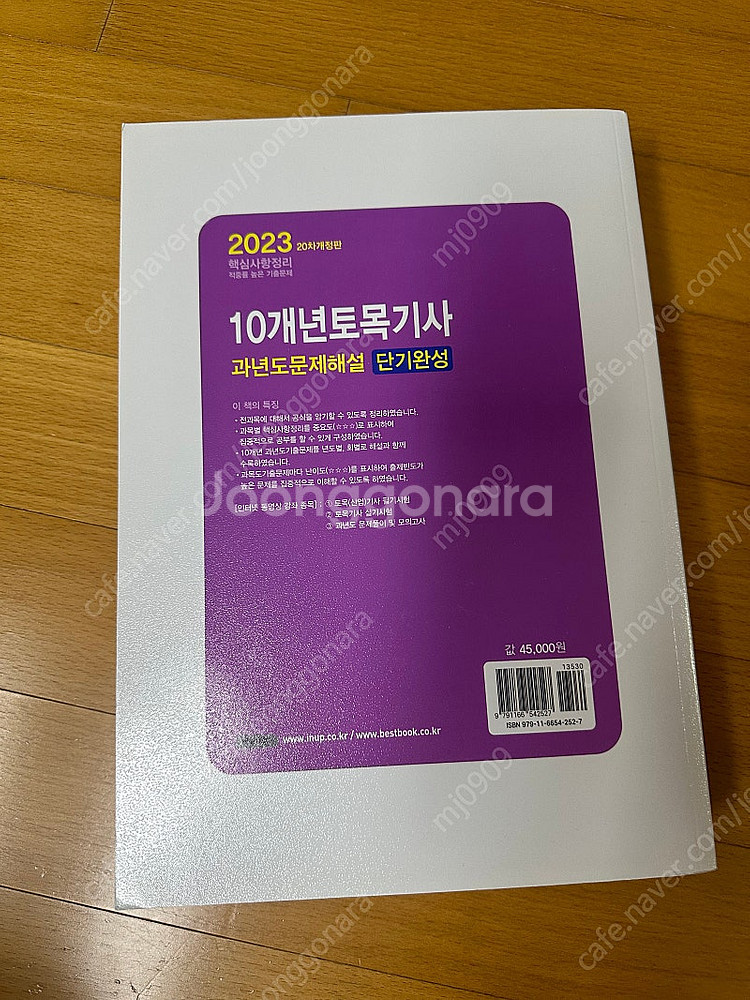 2023 20차개정판
핵심사항정리
적중률 높은 기출문제
10개년토목기사
과년도문제해설 단기완성
이 책의 특징
· 전과목에 대해서 공식을 암기할 수 있도록 정리하였습니다.
· 과목별 핵심사항정리를 중요도(☆☆☆)로 표시하여
집중적으로 공부를 할 수 있게 구성하였습니다.
· 10개년 과년도기출문제를 년도별, 회별로 해설과 함께
수록하였습니다.
· 과목도기출문제마다 난이도(☆☆☆)를 표시하여 출제빈도가
높은 문제를 집중적으로 이해할 수 있도록 하였습니다.
[인터넷 동영상 강좌 종목] : ① 토목(산업)기사 필기시험
② 토목기사 실기시험
③ 과년도 문제풀이 및 모의고사
Joonggonara
값 45,000원
13530
9 791166 542527
ISBN 979-11-6654-252-7
www.inup.co.kr / www.bestbook.co.kr
cafe.naver.com/joonggonara
mj0909